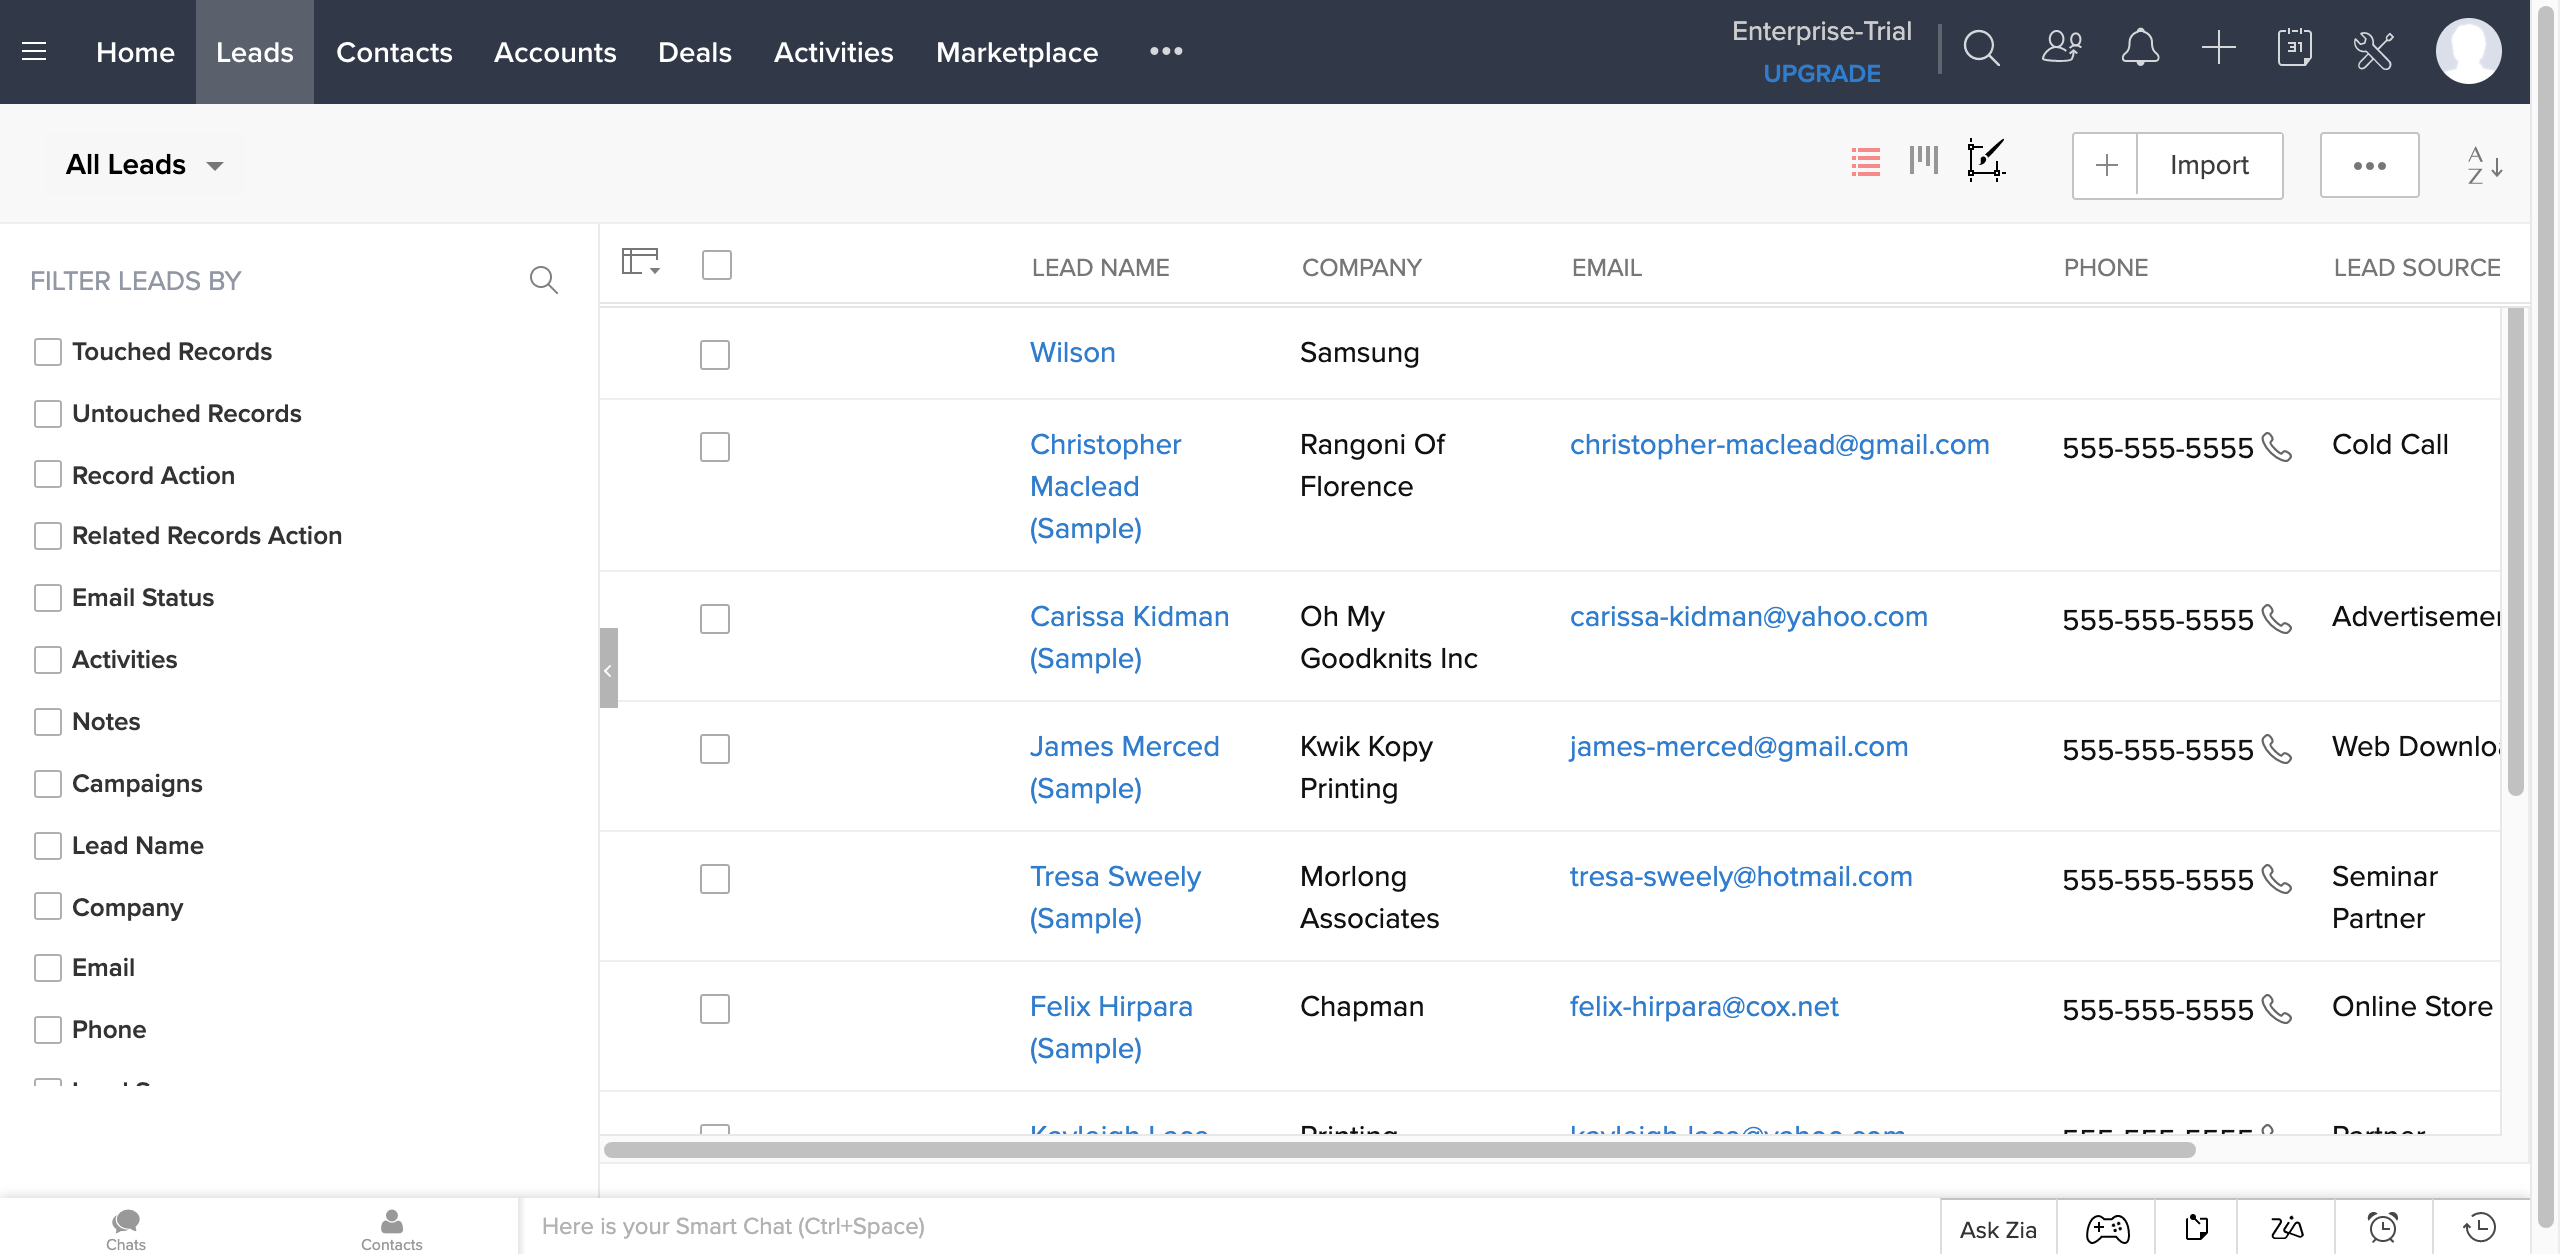 Home Leads Contacts Accounts Deals Activities Marketplace
Enterprise-Trial
UPGRADE
31
All Leads
Import
A
Z
FILTER LEADS BY
Touched Records
Untouched Records
Record Action
Related Records Action
Email Status
Activities
Notes
Campaigns
Lead Name
Company
Email
Phone
LEAD NAME COMPANY EMAIL PHONE LEAD SOURCE
Wilson Samsung
Christopher Rangoni Of christopher-maclead@gmail.com 555-555-5555 Cold Call
Maclead Florence
(Sample)
Carissa Kidman Oh My carissa-kidman@yahoo.com 555-555-5555 Advertisemen
(Sample) Goodknits Inc
James Merced Kwik Kopy james-merced@gmail.com 555-555-5555 Web Downloa
(Sample) Printing
Tresa Sweely Morlong tresa-sweely@hotmail.com 555-555-5555 Seminar
(Sample) Associates Partner
Felix Hirpara Chapman felix-hirpara@cox.net 555-555-5555 Online Store
(Sample)
Chats
Contacts
Here is your Smart Chat (Ctrl+Space)
Ask Zia